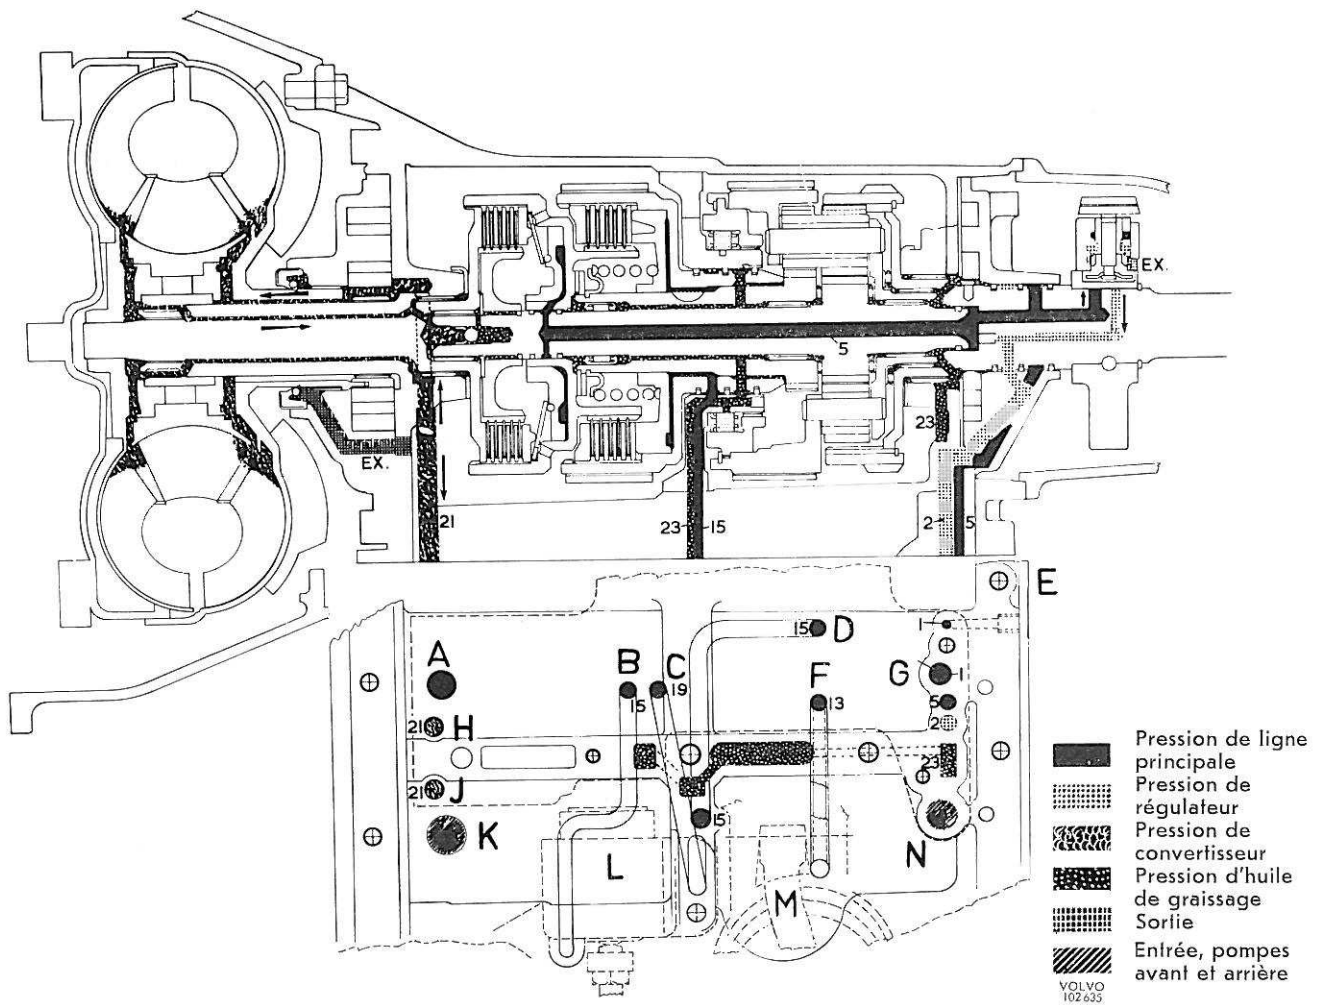 EX.
5
EX.
23
21
23
15
2
5
E
15
D
1
A
B
C
19
F
G
1
15
13
5
21
H
2
23
21
J
15
K
N
L
M
Pression de ligne
principale
Pression de
régulateur
Pression de
convertisseur
Pression d'huile
de graissage
Sortie
Entrée, pompes
avant et arrière
VOLVO
102635